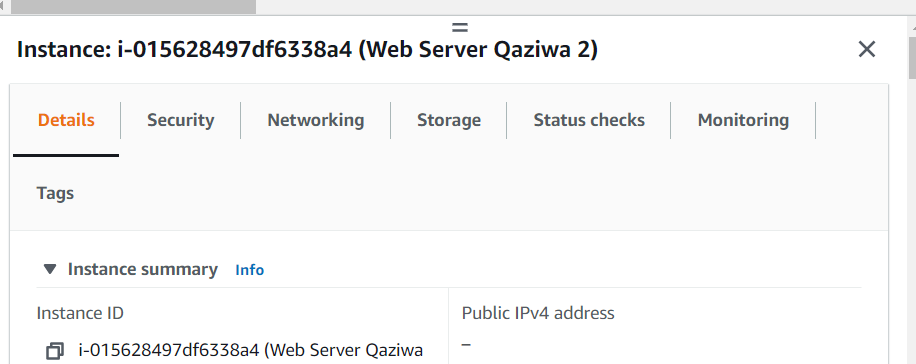 Instance: i-015628497df6338a4 (Web Server Qaziwa 2)
Details Security Networking Storage Status checks Monitoring
Tags
Instance summary Info
Instance ID Public IPv4 address
i-015628497df6338a4 (Web Server Qaziwa –